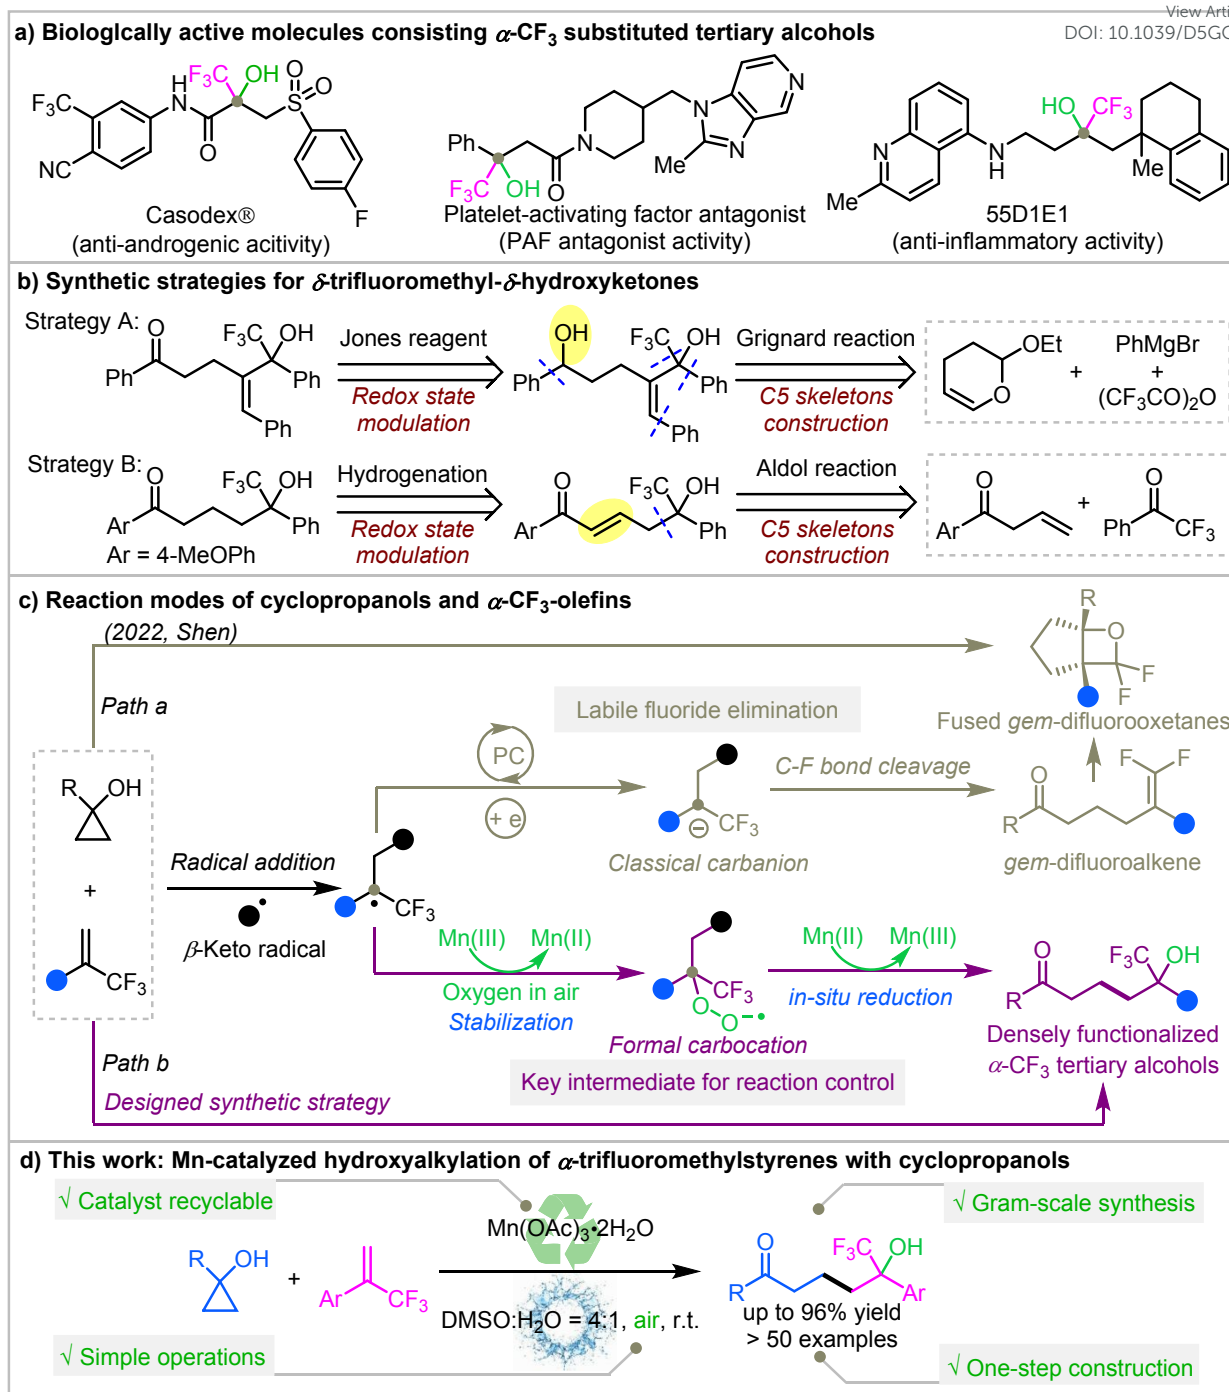 View Arti
DOI: 10.1039/D5GC
a) Biologlcally active molecules consisting α-CF3 substituted tertiary alcohols
F3C
NC
H
N
O
F3C OH
O O
S
F
Casodex®
(anti-androgenic acitivity)
Ph
F3C OH
O
N
N
N
N
Me
Platelet-activating factor antagonist
(PAF antagonist activity)
HO CF3
N
Me
N
H
Me
55D1E1
(anti-inflammatory activity)
b) Synthetic strategies for δ-trifluoromethyl-δ-hydroxyketones
Strategy A:
O
Ph
F3C OH
Ph
Ph
Jones reagent
Redox state
modulation
OH
Ph
F3C OH
Ph
Ph
Grignard reaction
C5 skeletons
construction
OEt
O
+
PhMgBr
+
(CF3CO)2O
Strategy B:
O
Ar
F3C OH
Ph
Ar = 4-MeOPh
Hydrogenation
Redox state
modulation
O
Ar
F3C OH
Ph
Aldol reaction
C5 skeletons
construction
O
Ar
+
O
Ph CF3
c) Reaction modes of cyclopropanols and α-CF3-olefins
(2022, Shen)
Path a
R
O
F
F
Fused gem-difluorooxetanes
Labile fluoride elimination
PC
+ e
CF3
Classical carbanion
C-F bond cleavage
O
R
F F
gem-difluoroalkene
R OH
+
CF3
Radical addition
β-Keto radical
CF3
Mn(III) Mn(II)
Oxygen in air
Stabilization
CF3
O
O
Formal carbocation
Key intermediate for reaction control
Mn(II) Mn(III)
in-situ reduction
O
R
F3C OH
Densely functionalized
α-CF3 tertiary alcohols
Path b
Designed synthetic strategy
d) This work: Mn-catalyzed hydroxyalkylation of α-trifluoromethylstyrenes with cyclopropanols
√ Catalyst recyclable
√ Gram-scale synthesis
R OH
+
Ar CF3
Mn(OAc)3•2H2O
DMSO:H2O = 4:1, air, r.t.
O
R
F3C OH
Ar
up to 96% yield
> 50 examples
√ Simple operations
√ One-step construction